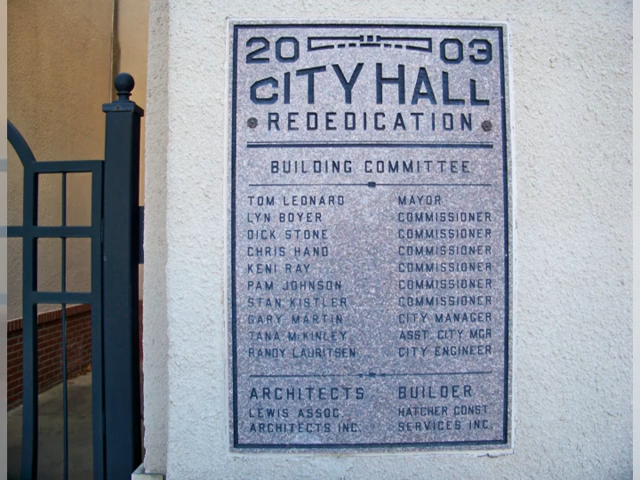 2003
CITY HALL
REDEDICATION
BUILDING COMMITTEE
TOM LEONARD MAYOR
LYN BOYER COMMISSIONER
DICK STONE COMMISSIONER
CHRIS HAND COMMISSIONER
KENI RAY COMMISSIONER
PAM JOHNSON COMMISSIONER
STAN KISTLER COMMISSIONER
GARY MARTIN CITY MANAGER
TANA McKINLEY ASST. CITY MGR
RANDY LAURITSEN CITY ENGINEER
ARCHITECTS BUILDER
LEWIS ASSOC. HATCHER CONST.
ARCHITECTS INC. SERVICES INC.